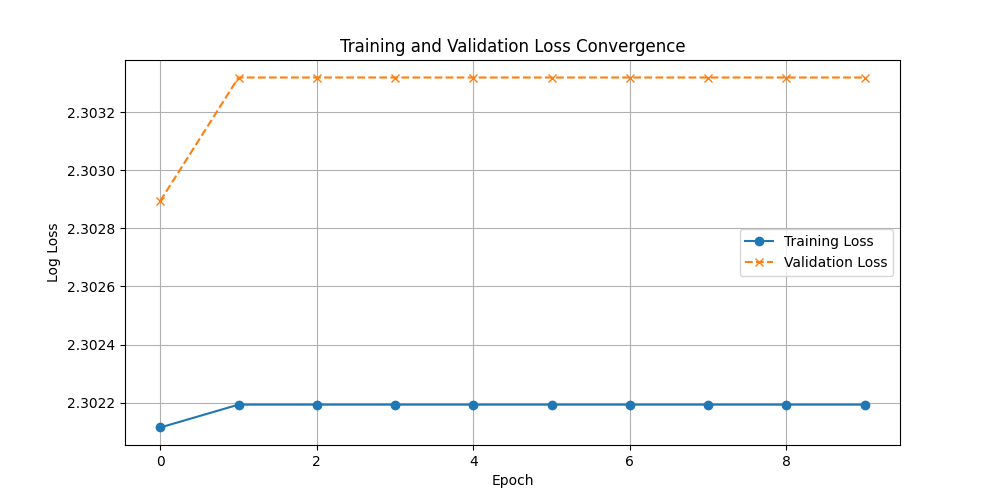 Training and Validation Loss Convergence
Log Loss
2.3032
2.3030
2.3028
2.3026
2.3024
2.3022
Training Loss
Validation Loss
0 2 4 6 8
Epoch